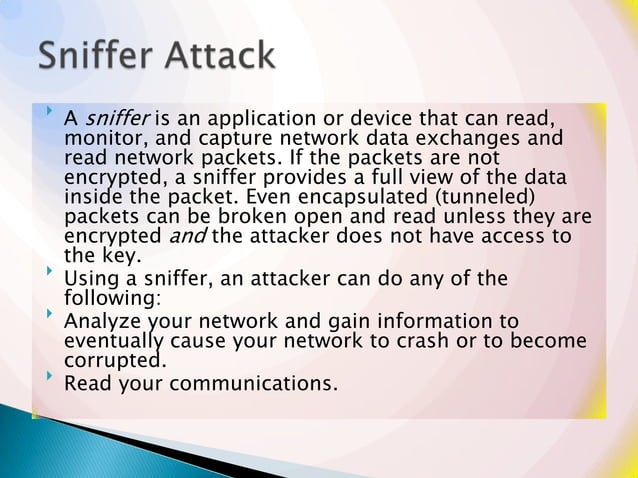 Sniffer Attack
A sniffer is an application or device that can read,
monitor, and capture network data exchanges and
read network packets. If the packets are not
encrypted, a sniffer provides a full view of the data
inside the packet. Even encapsulated (tunneled)
packets can be broken open and read unless they are
encrypted and the attacker does not have access to
the key.
Using a sniffer, an attacker can do any of the
following:
Analyze your network and gain information to
eventually cause your network to crash or to become
corrupted.
Read your communications.